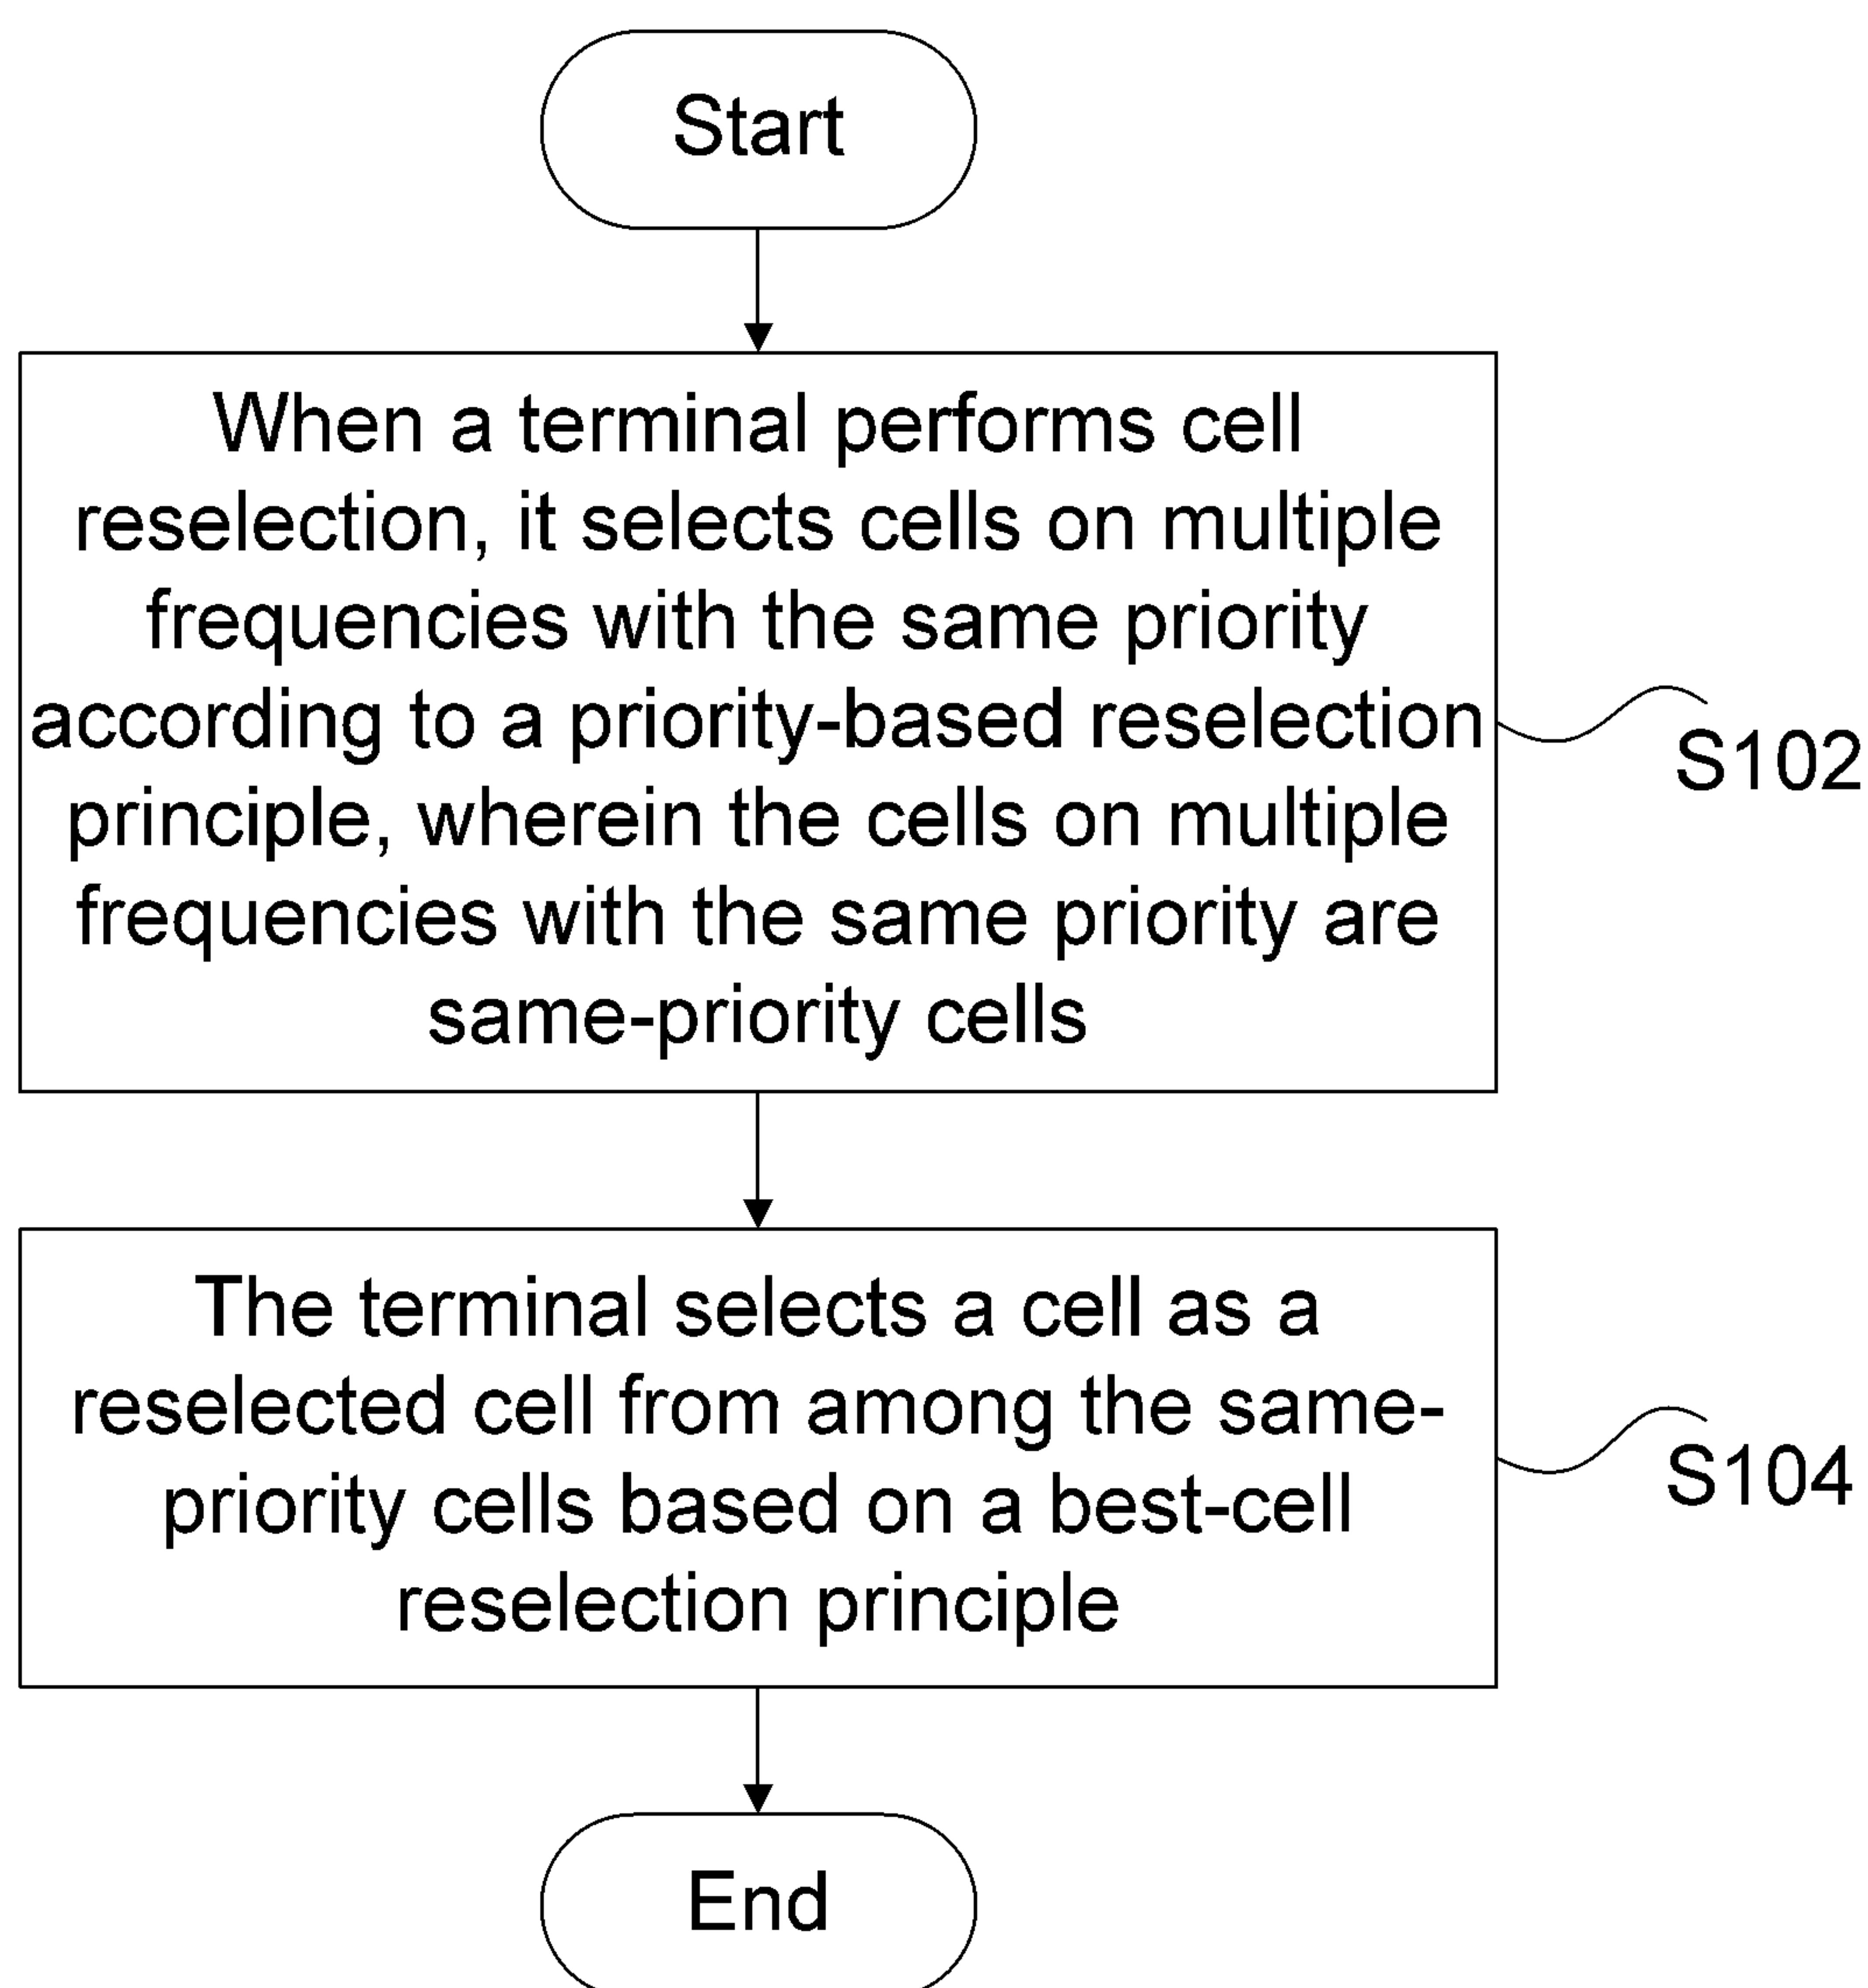 Start
When a terminal performs cell
reselection, it selects cells on multiple
frequencies with the same priority
according to a priority-based reselection
principle, wherein the cells on multiple
frequencies with the same priority are
same-priority cells
S102
The terminal selects a cell as a
reselected cell from among the same-
priority cells based on a best-cell
reselection principle
S104
End